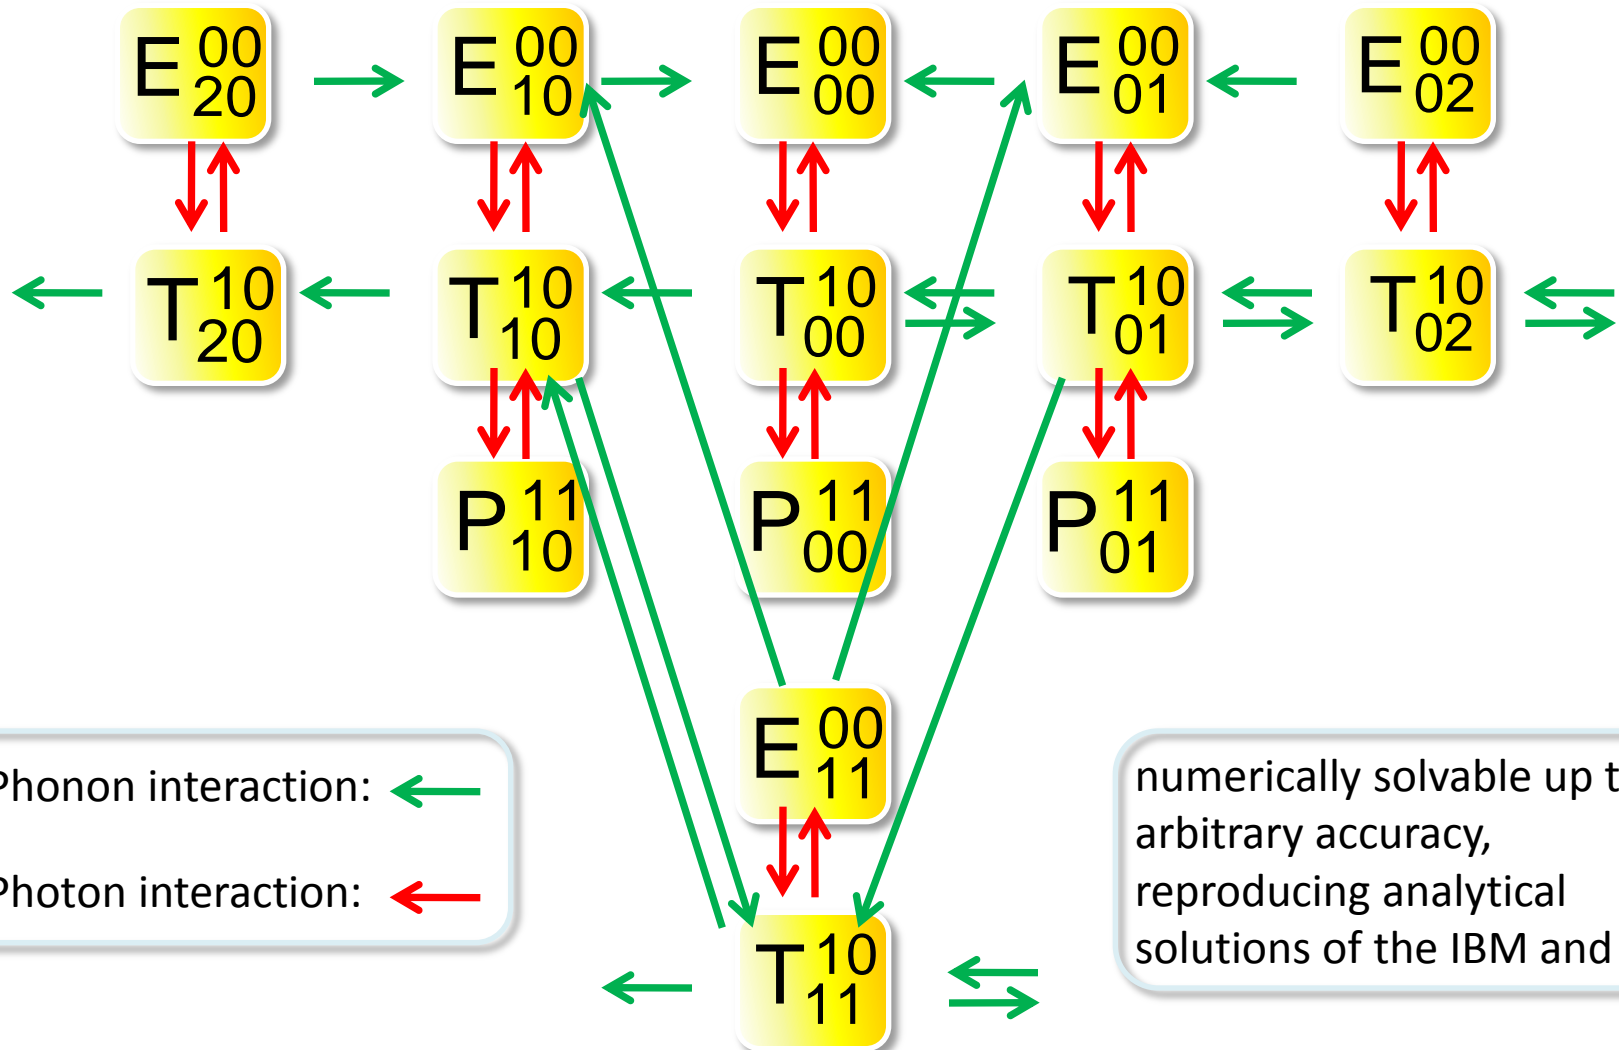 E 00 20 E 00 10 E 00 00 E 00 01 E 00 02
T 10 20 T 10 10 T 10 00 T 10 01 T 10 02
P 11 10 P 11 00 P 11 01
E 00 11
T 10 11
Phonon interaction:
Photon interaction:
numerically solvable up t
arbitrary accuracy,
reproducing analytical
solutions of the IBM and